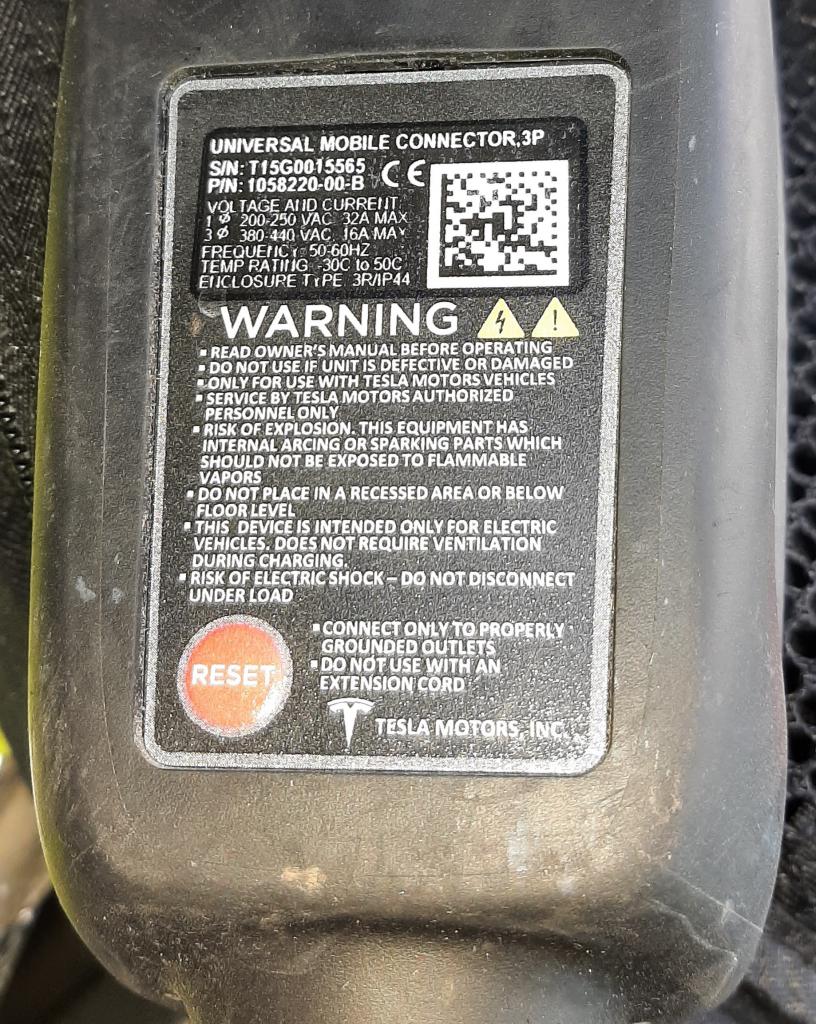 UNIVERSAL MOBILE CONNECTOR,3P
S/N: T15G0015565
P/N: 1058220-00-B CE
VOLTAGE AND CURRENT
1 Ø 200-250 VAC 32A MAX
3 Ø 380-440 VAC 16A MAX
FREQUENCY 50-60HZ
TEMP RATING -30C to 50C
ENCLOSURE TYPE 3R/IP44
WARNING
▪ READ OWNER'S MANUAL BEFORE OPERATING
▪ DO NOT USE IF UNIT IS DEFECTIVE OR DAMAGED
▪ ONLY FOR USE WITH TESLA MOTORS VEHICLES
▪ SERVICE BY TESLA MOTORS AUTHORIZED
PERSONNEL ONLY
▪ RISK OF EXPLOSION. THIS EQUIPMENT HAS
INTERNAL ARCING OR SPARKING PARTS WHICH
SHOULD NOT BE EXPOSED TO FLAMMABLE
VAPORS
▪ DO NOT PLACE IN A RECESSED AREA OR BELOW
FLOOR LEVEL
▪ THIS DEVICE IS INTENDED ONLY FOR ELECTRIC
VEHICLES. DOES NOT REQUIRE VENTILATION
DURING CHARGING.
▪ RISK OF ELECTRIC SHOCK – DO NOT DISCONNECT
UNDER LOAD
RESET
▪ CONNECT ONLY TO PROPERLY
GROUNDED OUTLETS
▪ DO NOT USE WITH AN
EXTENSION CORD
TESLA MOTORS, INC.